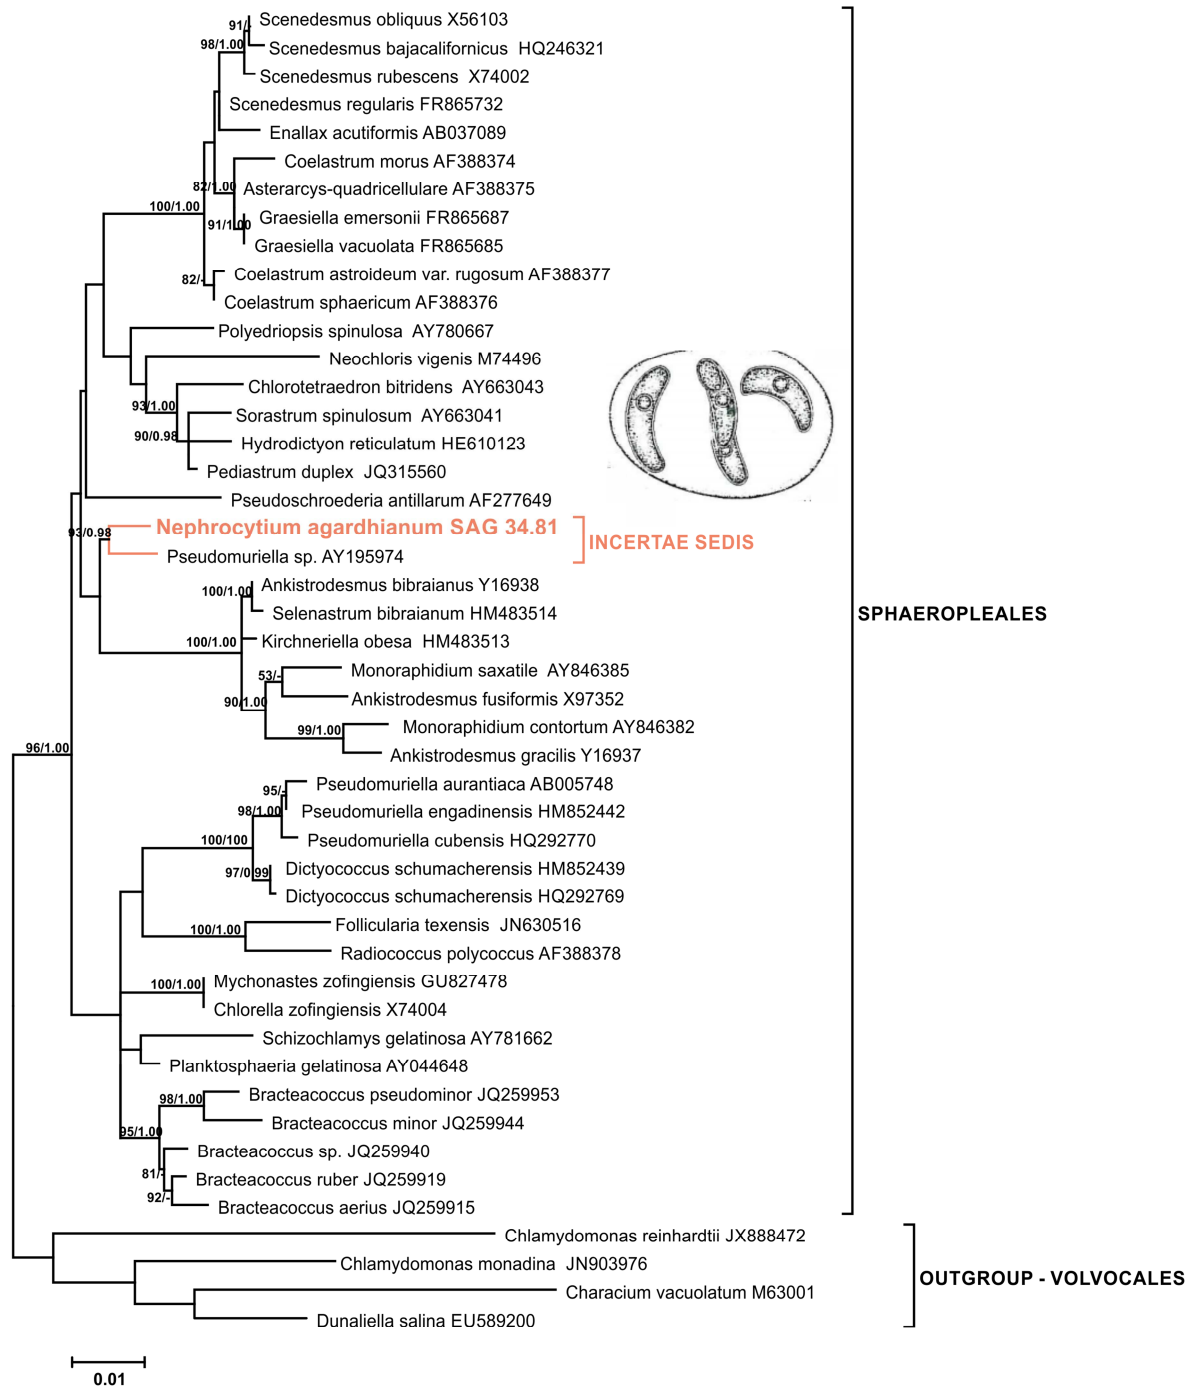 91/-
Scenedesmus obliquus X56103
98/1.00
Scenedesmus bajacalifornicus HQ246321
Scenedesmus rubescens X74002
Scenedesmus regularis FR865732
Enallax acutiformis AB037089
Coelastrum morus AF388374
82/1.00
Asterarcys-quadricellulare AF388375
100/1.00
Graesiella emersonii FR865687
91/1.00
Graesiella vacuolata FR865685
82/-
Coelastrum astroideum var. rugosum AF388377
Coelastrum sphaericum AF388376
Polyedriopsis spinulosa AY780667
Neochloris vigenis M74496
Chlorotetraedron bitridens AY663043
93/1.00
Sorastrum spinulosum AY663041
90/0.98
Hydrodictyon reticulatum HE610123
Pediastrum duplex JQ315560
Pseudoschroederia antillarum AF277649
93/0.98
Nephrocytium agardhianum SAG 34.81
INCERTAE SEDIS
Pseudomuriella sp. AY195974
100/1.00
Ankistrodesmus bibraianus Y16938
Selenastrum bibraianum HM483514
SPHAEROPLEALES
100/1.00
Kirchneriella obesa HM483513
53/-
Monoraphidium saxatile AY846385
90/1.00
Ankistrodesmus fusiformis X97352
99/1.00
Monoraphidium contortum AY846382
96/1.00
Ankistrodesmus gracilis Y16937
95/-
Pseudomuriella aurantiaca AB005748
98/1.00
Pseudomuriella engadinensis HM852442
100/100
Pseudomuriella cubensis HQ292770
97/0.99
Dictyococcus schumacherensis HM852439
Dictyococcus schumacherensis HQ292769
100/1.00
Follicularia texensis JN630516
Radiococcus polycoccus AF388378
100/1.00
Mychonastes zofingiensis GU827478
Chlorella zofingiensis X74004
Schizochlamys gelatinosa AY781662
Planktosphaeria gelatinosa AY044648
98/1.00
Bracteacoccus pseudominor JQ259953
Bracteacoccus minor JQ259944
95/1.00
Bracteacoccus sp. JQ259940
81/-
Bracteacoccus ruber JQ259919
92/-
Bracteacoccus aerius JQ259915
Chlamydomonas reinhardtii JX888472
Chlamydomonas monadina JN903976
OUTGROUP - VOLVOCALES
Characium vacuolatum M63001
Dunaliella salina EU589200
0.01